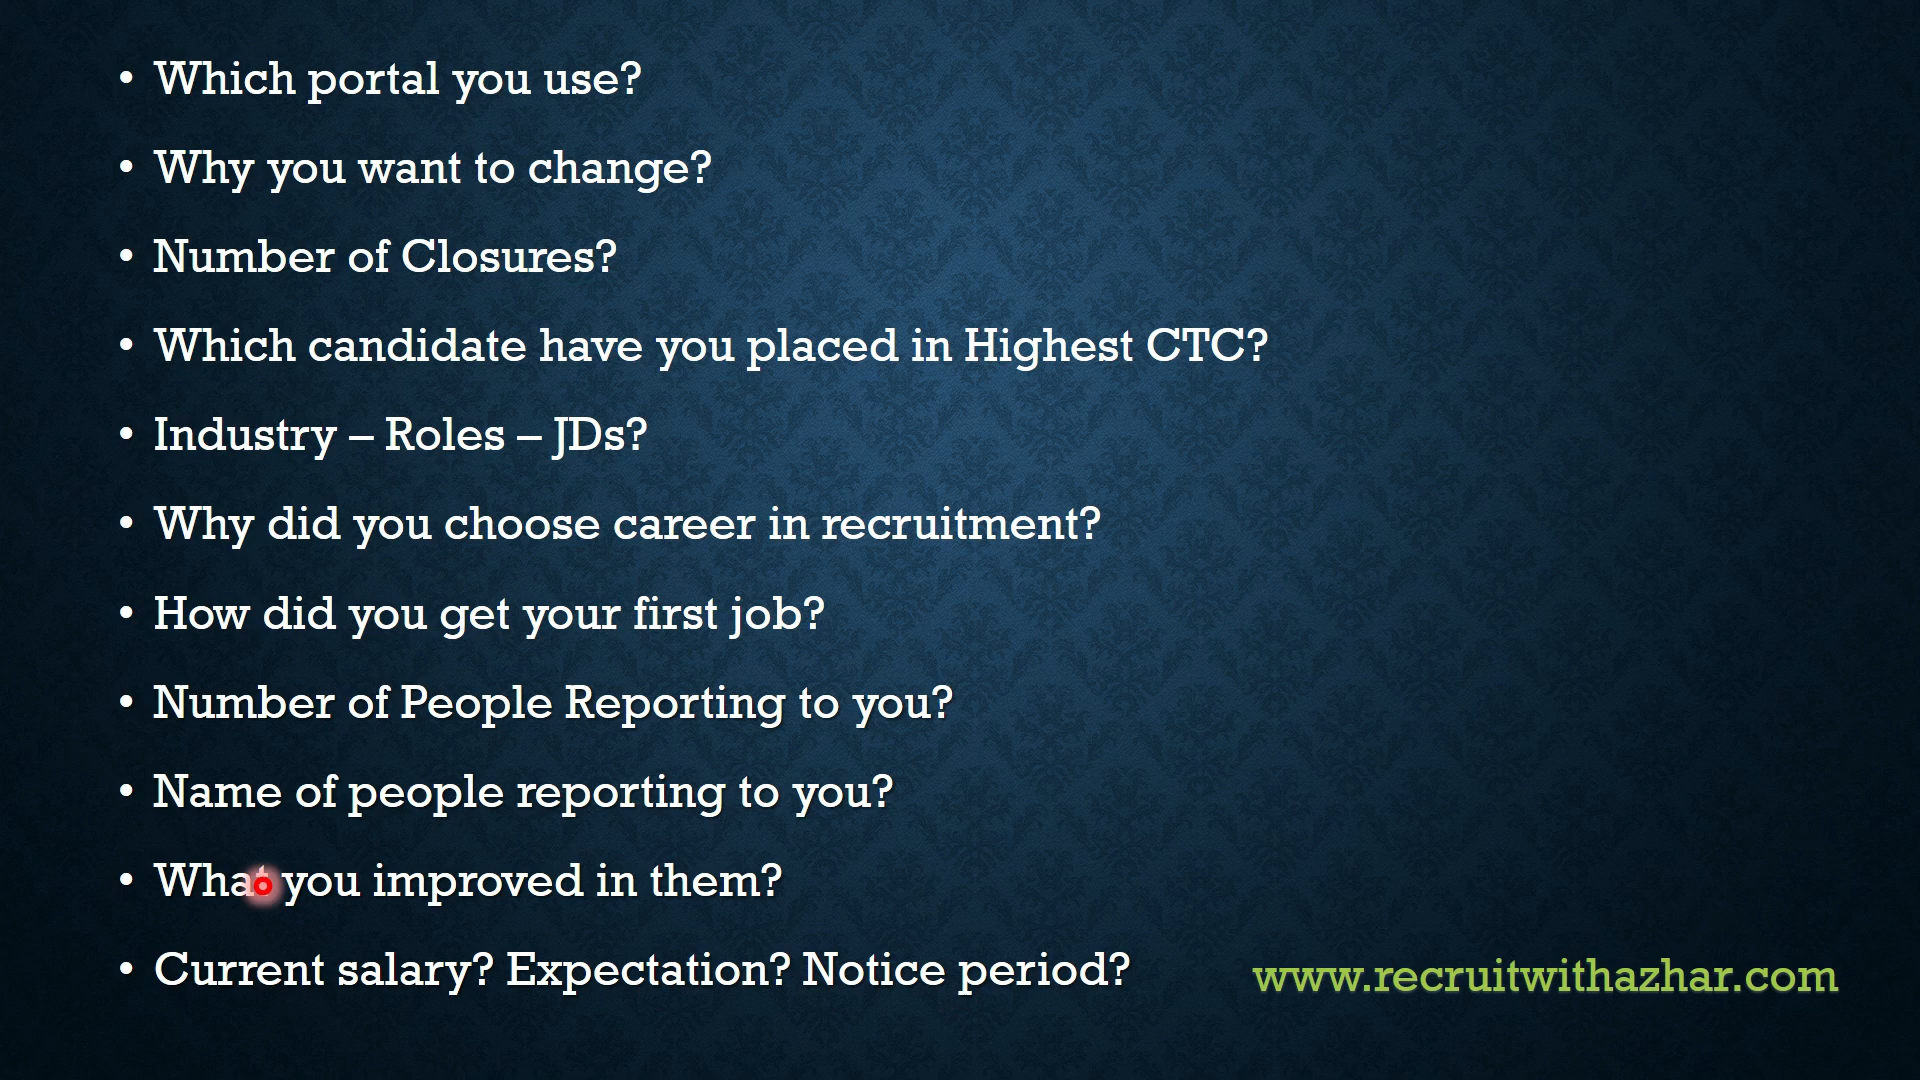 • Which portal you use?
• Why you want to change?
• Number of Closures?
• Which candidate have you placed in Highest CTC?
• Industry – Roles – JDs?
• Why did you choose career in recruitment?
• How did you get your first job?
• Number of People Reporting to you?
• Name of people reporting to you?
• What you improved in them?
• Current salary? Expectation? Notice period?
www.recruitwithazhar.com